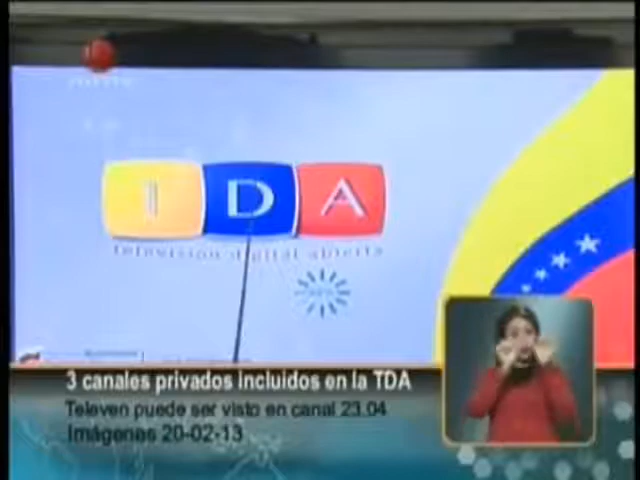 TDA
televisión digital abierta
3 canales privados incluidos en la TDA
Televen puede ser visto en canal 23.04
Imágenes 20-02-13